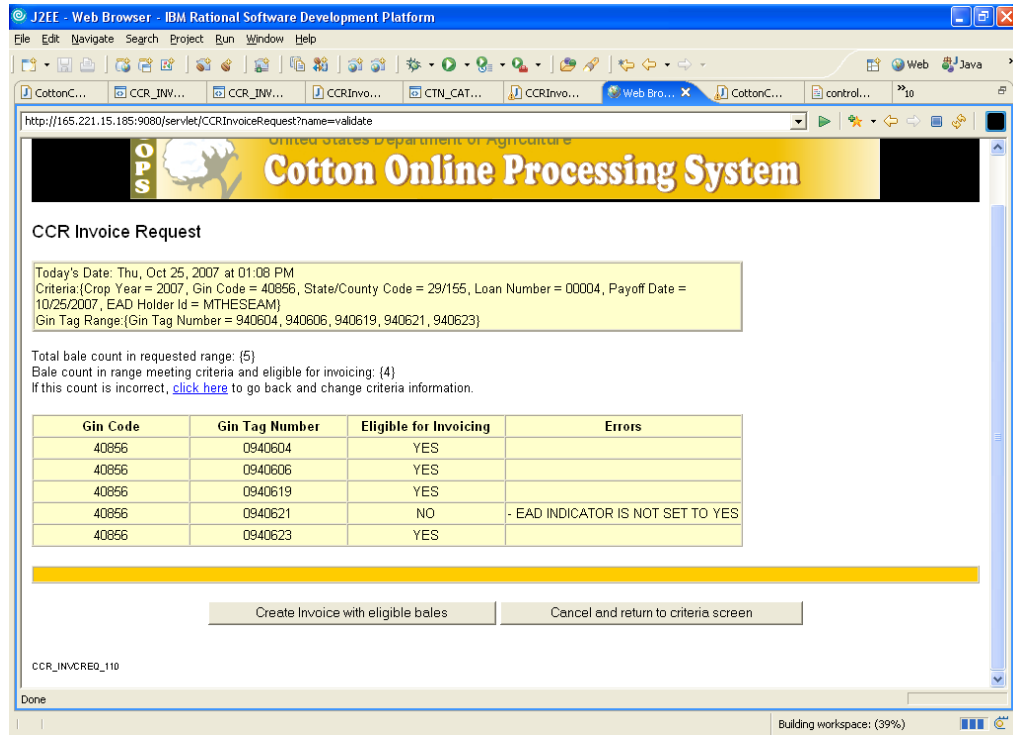 J2EE - Web Browser - IBM Rational Software Development Platform
File Edit Navigate Search Project Run Window Help
Web Java
CottonC... CCR_INV... CCR_INV... CCRInvo... CTN_CAT... CCRInvo... Web Bro... CottonC... control... 10
http://165.221.15.185:9080/servlet/CCRInvoiceRequest?name=validate
OPS
United States Department of Agriculture
Cotton Online Processing System
CCR Invoice Request
Today's Date: Thu, Oct 25, 2007 at 01:08 PM
Criteria:{Crop Year = 2007, Gin Code = 40856, State/County Code = 29/155, Loan Number = 00004, Payoff Date =
10/25/2007, EAD Holder Id = MTHESEAM}
Gin Tag Range:{Gin Tag Number = 940604, 940606, 940619, 940621, 940623}
Total bale count in requested range: {5}
Bale count in range meeting criteria and eligible for invoicing: {4}
If this count is incorrect, click here to go back and change criteria information.
Gin Code Gin Tag Number Eligible for Invoicing Errors
40856 0940604 YES
40856 0940606 YES
40856 0940619 YES
40856 0940621 NO - EAD INDICATOR IS NOT SET TO YES
40856 0940623 YES
Create Invoice with eligible bales Cancel and return to criteria screen
CCR_INVCREQ_110
Done
Building workspace: (39%)